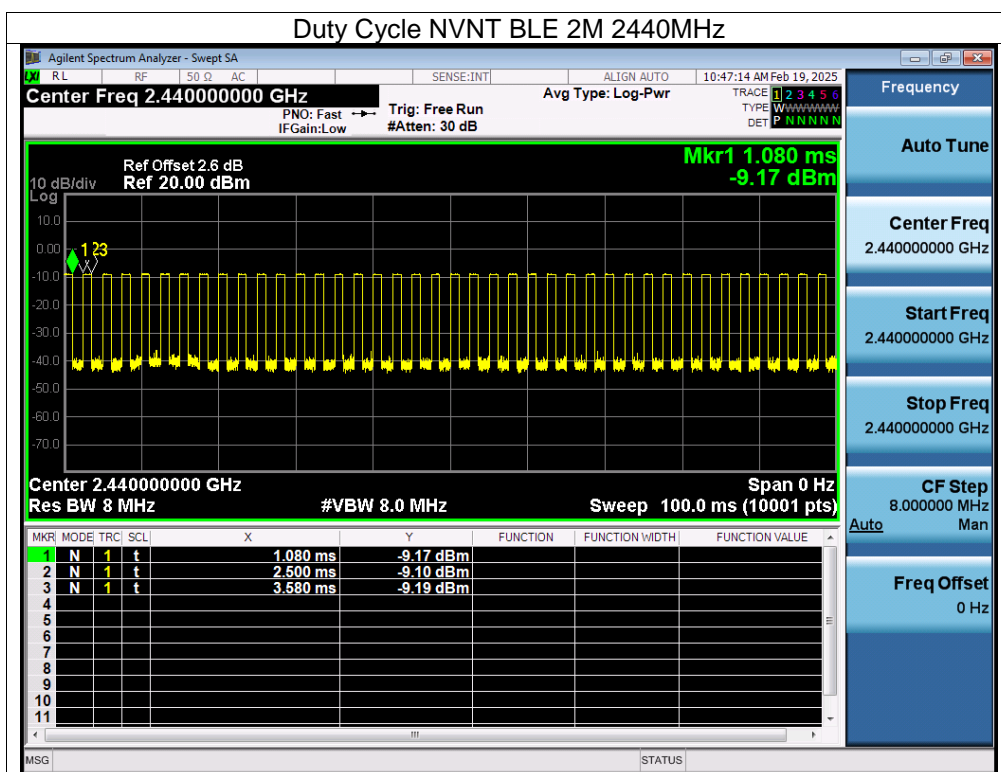 Duty Cycle NVNT BLE 2M 2440MHz
Agilent Spectrum Analyzer - Swept SA
LXI RL RF 50 Ω AC SENSE:INT ALIGN AUTO 10:47:14 AM Feb 19, 2025
Center Freq 2.440000000 GHz Avg Type: Log-Pwr TRACE 1 2 3 4 5 6
PNO: Fast Trig: Free Run TYPE WWWWWW
IFGain:Low #Atten: 30 dB DET P N N N N N
Mkr1 1.080 ms
-9.17 dBm
Ref Offset 2.6 dB
10 dB/div Ref 20.00 dBm
Log
10.0
0.00
-10.0
-20.0
-30.0
-40.0
-50.0
-60.0
-70.0
1 2 3
Center 2.440000000 GHz Span 0 Hz
Res BW 8 MHz #VBW 8.0 MHz Sweep 100.0 ms (10001 pts)
MKR MODE TRC SCL X Y FUNCTION FUNCTION WIDTH FUNCTION VALUE
1 N 1 t 1.080 ms -9.17 dBm
2 N 1 t 2.500 ms -9.10 dBm
3 N 1 t 3.580 ms -9.19 dBm
4
5
6
7
8
9
10
11
MSG STATUS
Frequency
Auto Tune
Center Freq
2.440000000 GHz
Start Freq
2.440000000 GHz
Stop Freq
2.440000000 GHz
CF Step
8.000000 MHz
Auto Man
Freq Offset
0 Hz